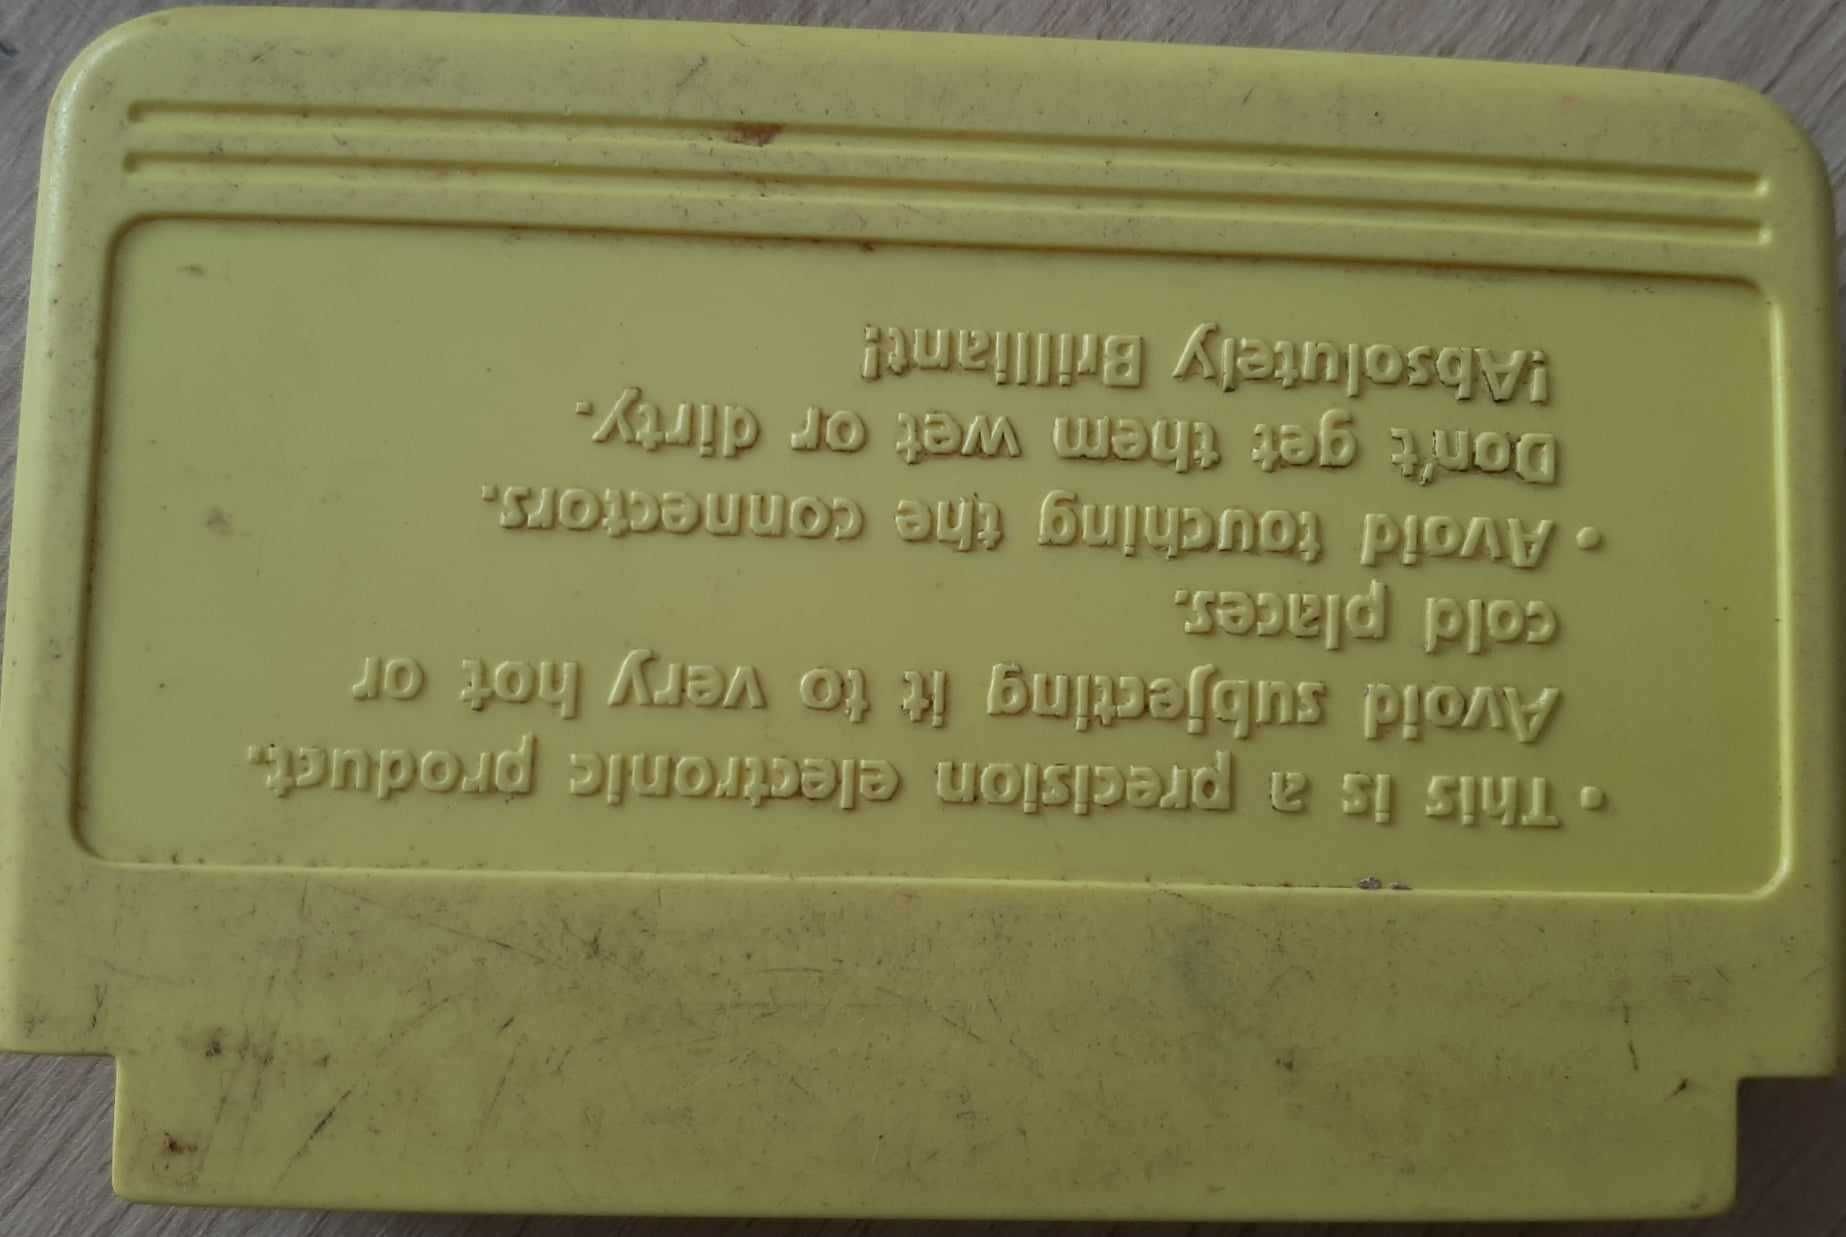 • This is a precision electronic product.
Avoid subjecting it to very hot or
cold places.
• Avoid touching the connectors.
Don't get them wet or dirty.
!Absolutely Brilliant!